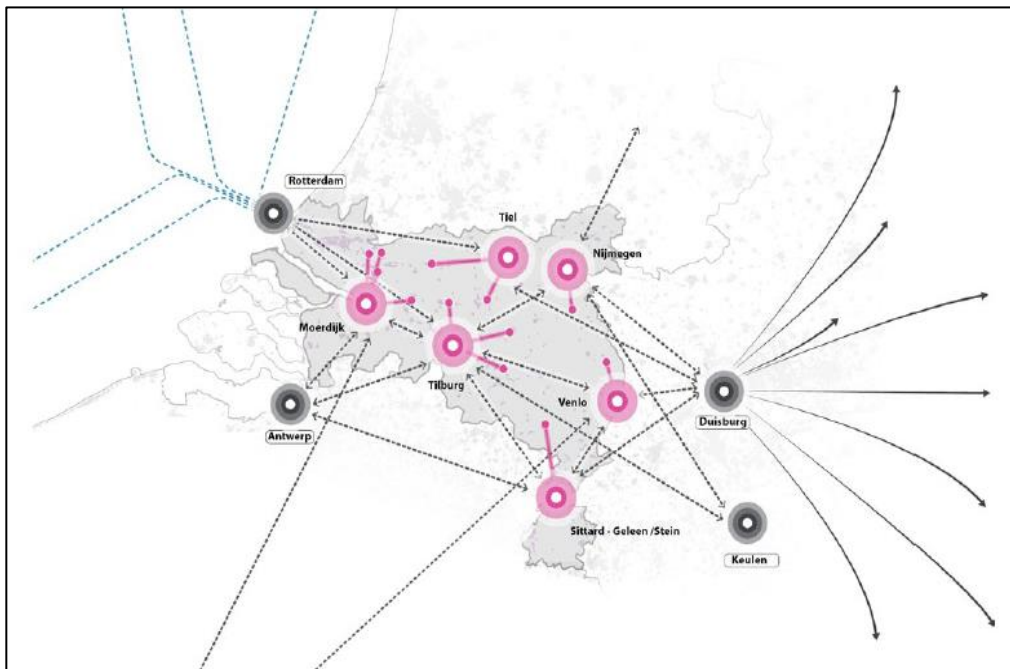 Rotterdam
Tiel
Nijmegen
Moerdijk
Tilburg
Venlo
Duisburg
Antwerp
Sittard - Geleen /Stein
Keulen